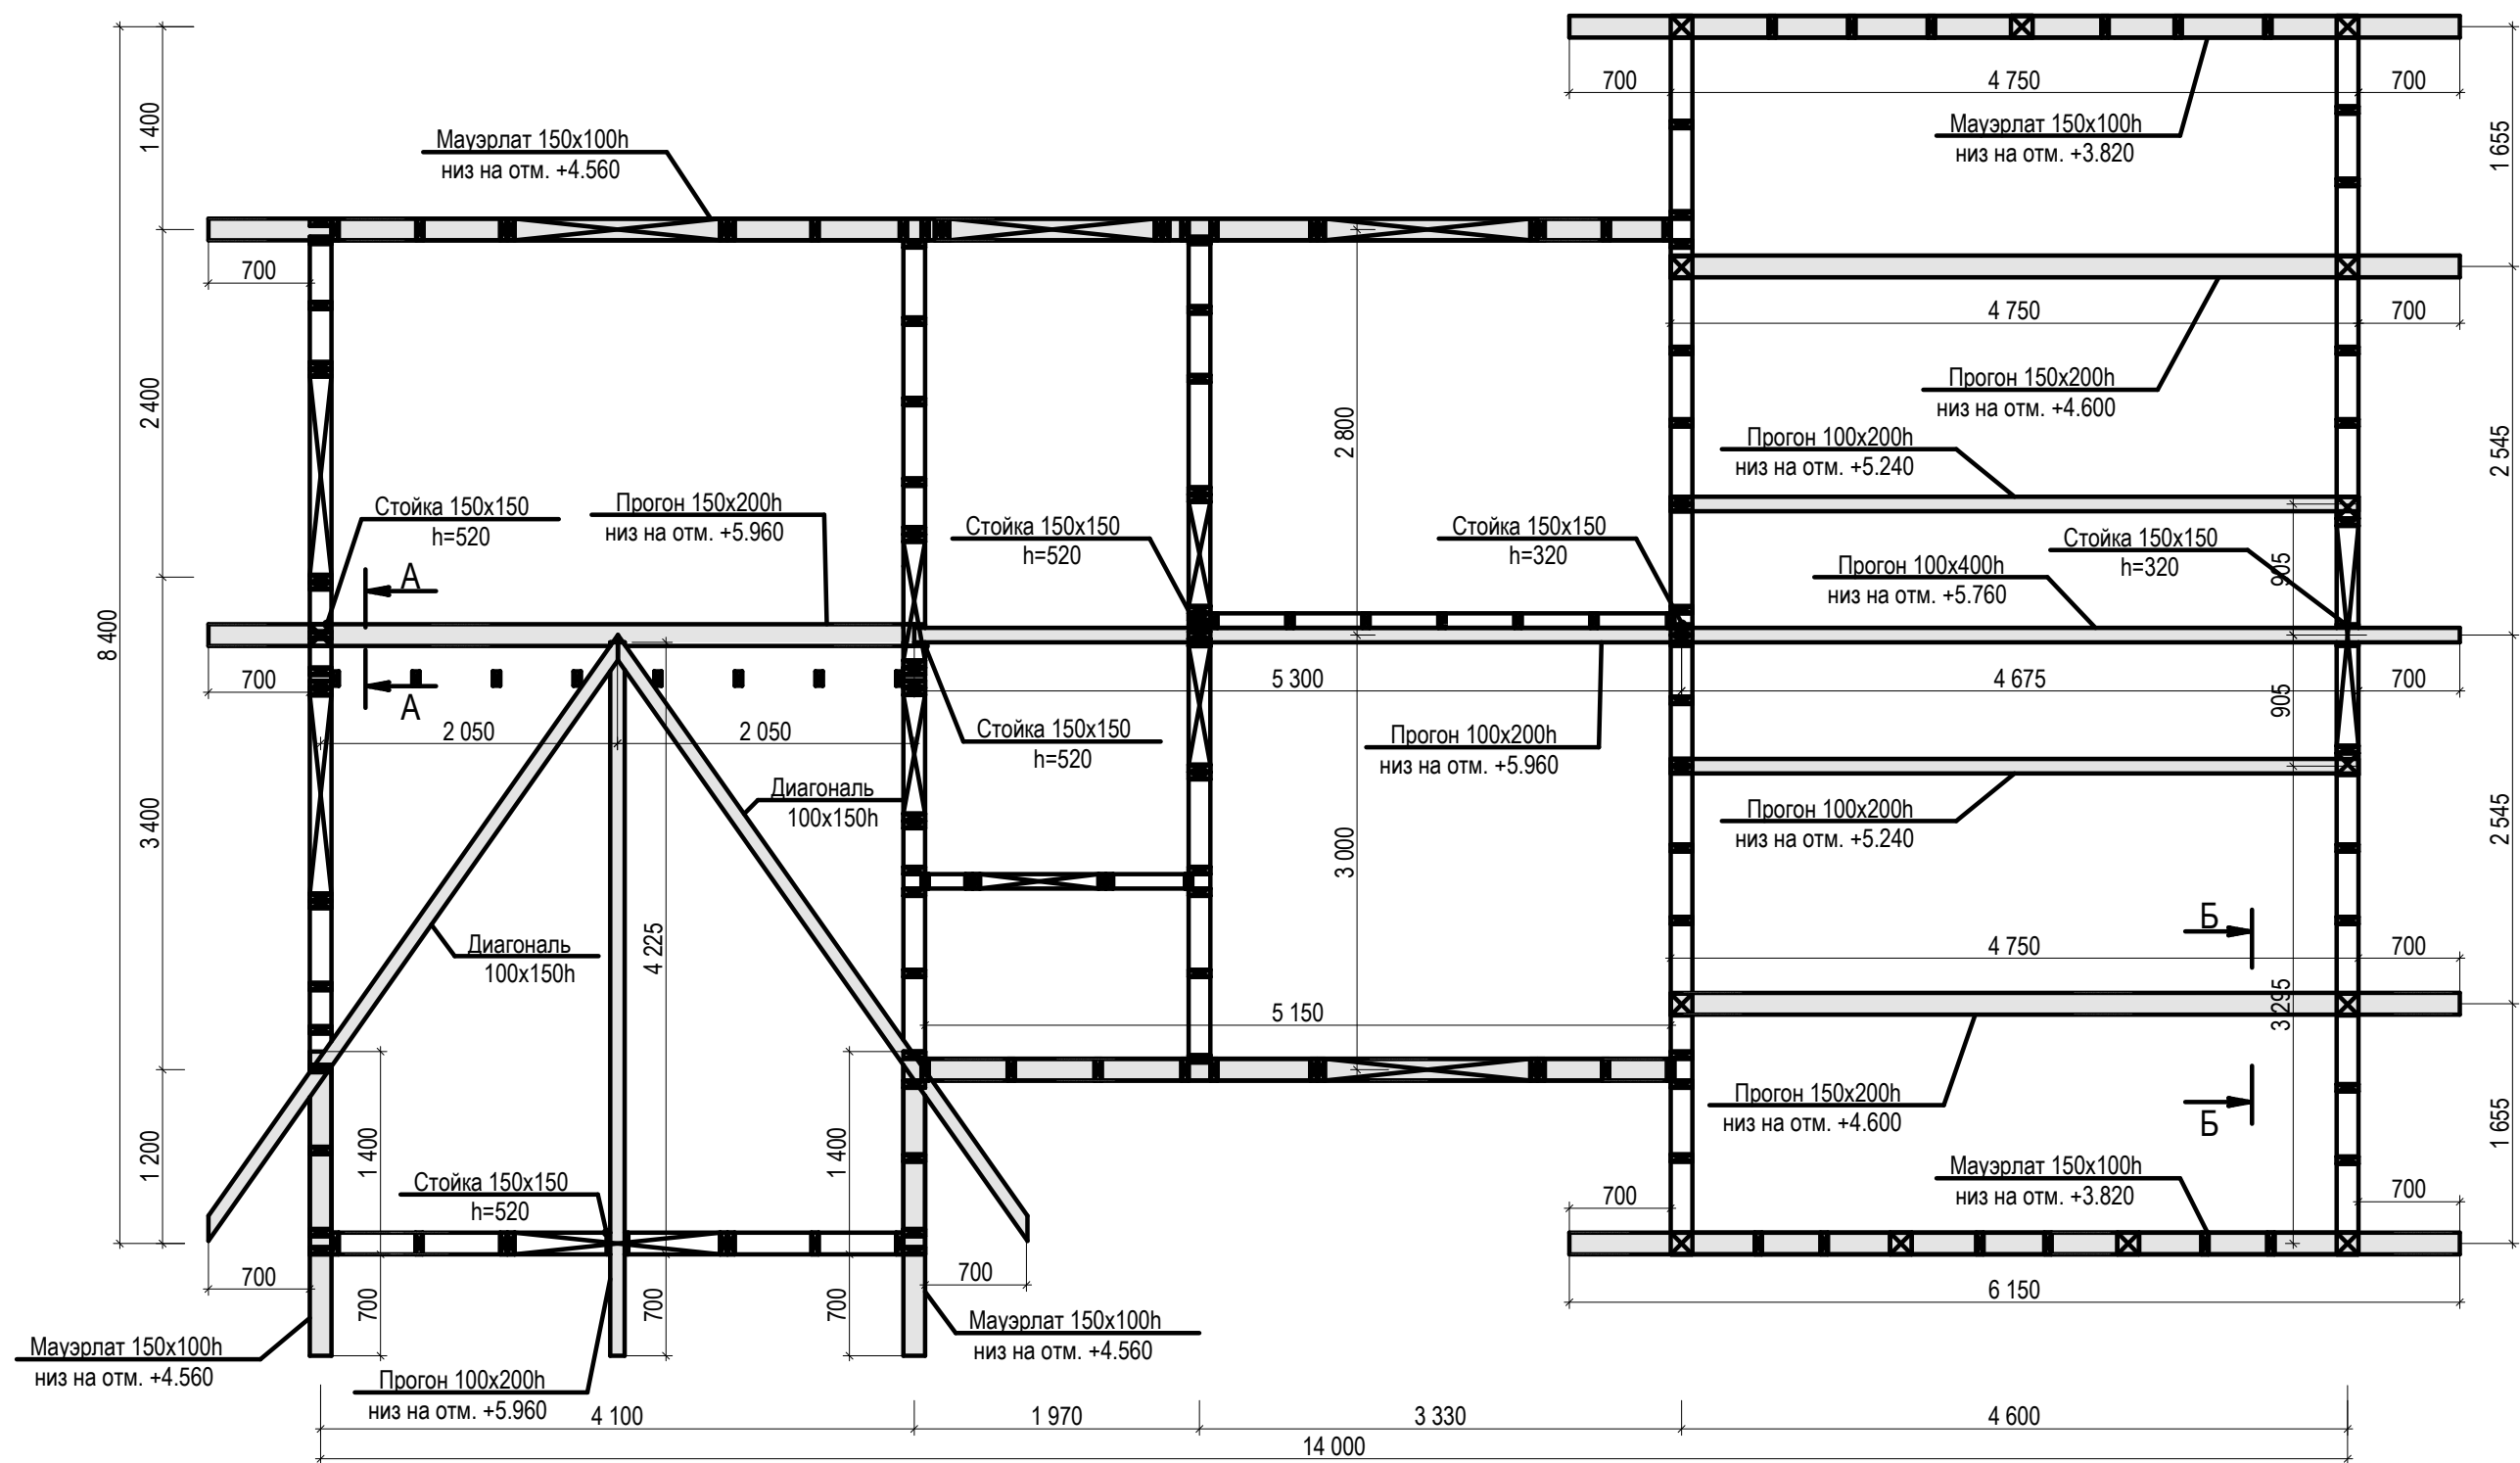 700
4 750
700
1 400
Мауэрлат 150x100h
низ на отм. +3.820
1 655
Мауэрлат 150x100h
низ на отм. +4.560
700
4 750
700
2 400
Прогон 150x200h
низ на отм. +4.600
2 800
Прогон 100x200h
низ на отм. +5.240
2 545
Стойка 150x150
h=520
Прогон 150x200h
низ на отм. +5.960
Стойка 150x150
h=520
Стойка 150x150
h=320
Стойка 150x150
h=320
905
Прогон 100x400h
низ на отм. +5.760
А
8 400
700
А
5 300
4 675
700
905
2 050
2 050
Стойка 150x150
h=520
Прогон 100x200h
низ на отм. +5.960
Диагональ
100x150h
Прогон 100x200h
низ на отм. +5.240
3 400
3 000
2 545
Диагональ
100x150h
4 225
Б
4 750
700
3 295
5 150
Прогон 150x200h
низ на отм. +4.600
Б
1 200
1 400
1 400
1 655
Стойка 150x150
h=520
700
Мауэрлат 150x100h
низ на отм. +3.820
700
700
700
700
700
700
6 150
Мауэрлат 150x100h
низ на отм. +4.560
Мауэрлат 150x100h
низ на отм. +4.560
Прогон 100x200h
низ на отм. +5.960
4 100
1 970
3 330
4 600
14 000